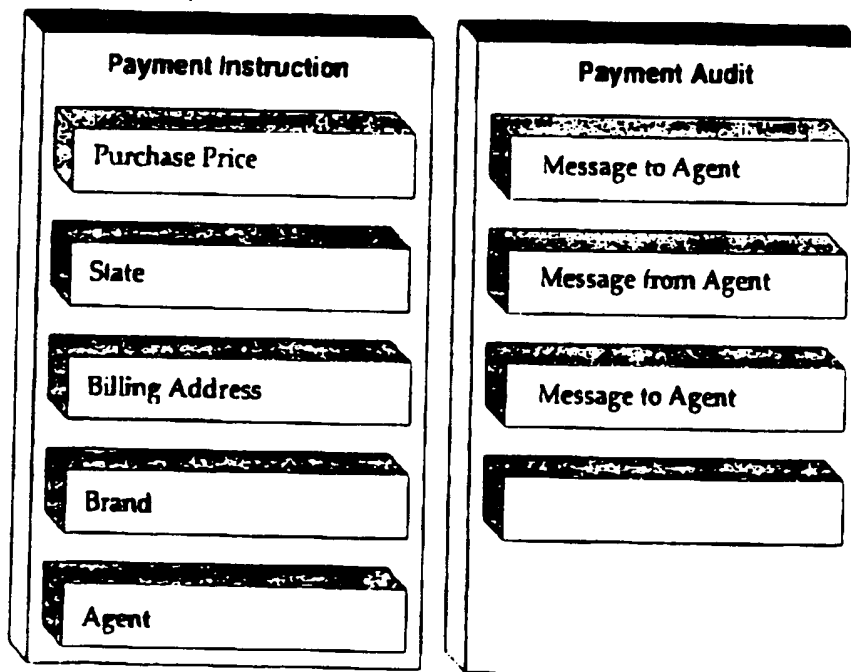 Payment Instruction
Purchase Price
State
Billing Address
Brand
Agent
Payment Audit
Message to Agent
Message from Agent
Message to Agent